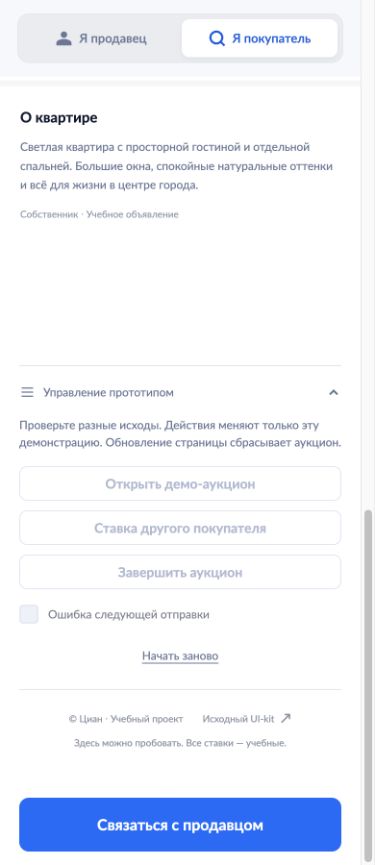 Я продавец
Я покупатель
О квартире
Светлая квартира с просторной гостиной и отдельной
спальней. Большие окна, спокойные натуральные оттенки
и всё для жизни в центре города.
Собственник · Учебное объявление
Управление прототипом
Проверьте разные исходы. Действия меняют только эту
демонстрацию. Обновление страницы сбрасывает аукцион.
Открыть демо-аукцион
Ставка другого покупателя
Завершить аукцион
Ошибка следующей отправки
Начать заново
© Циан · Учебный проект
Исходный UI-kit
Здесь можно пробовать. Все ставки — учебные.
Связаться с продавцом